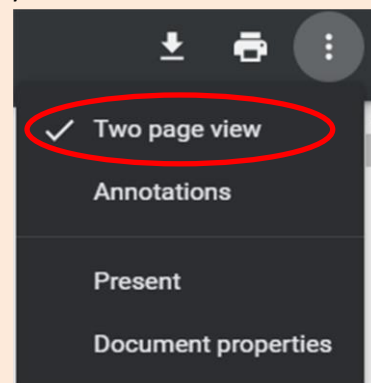 Two page view
Annotations
Present
Document properties